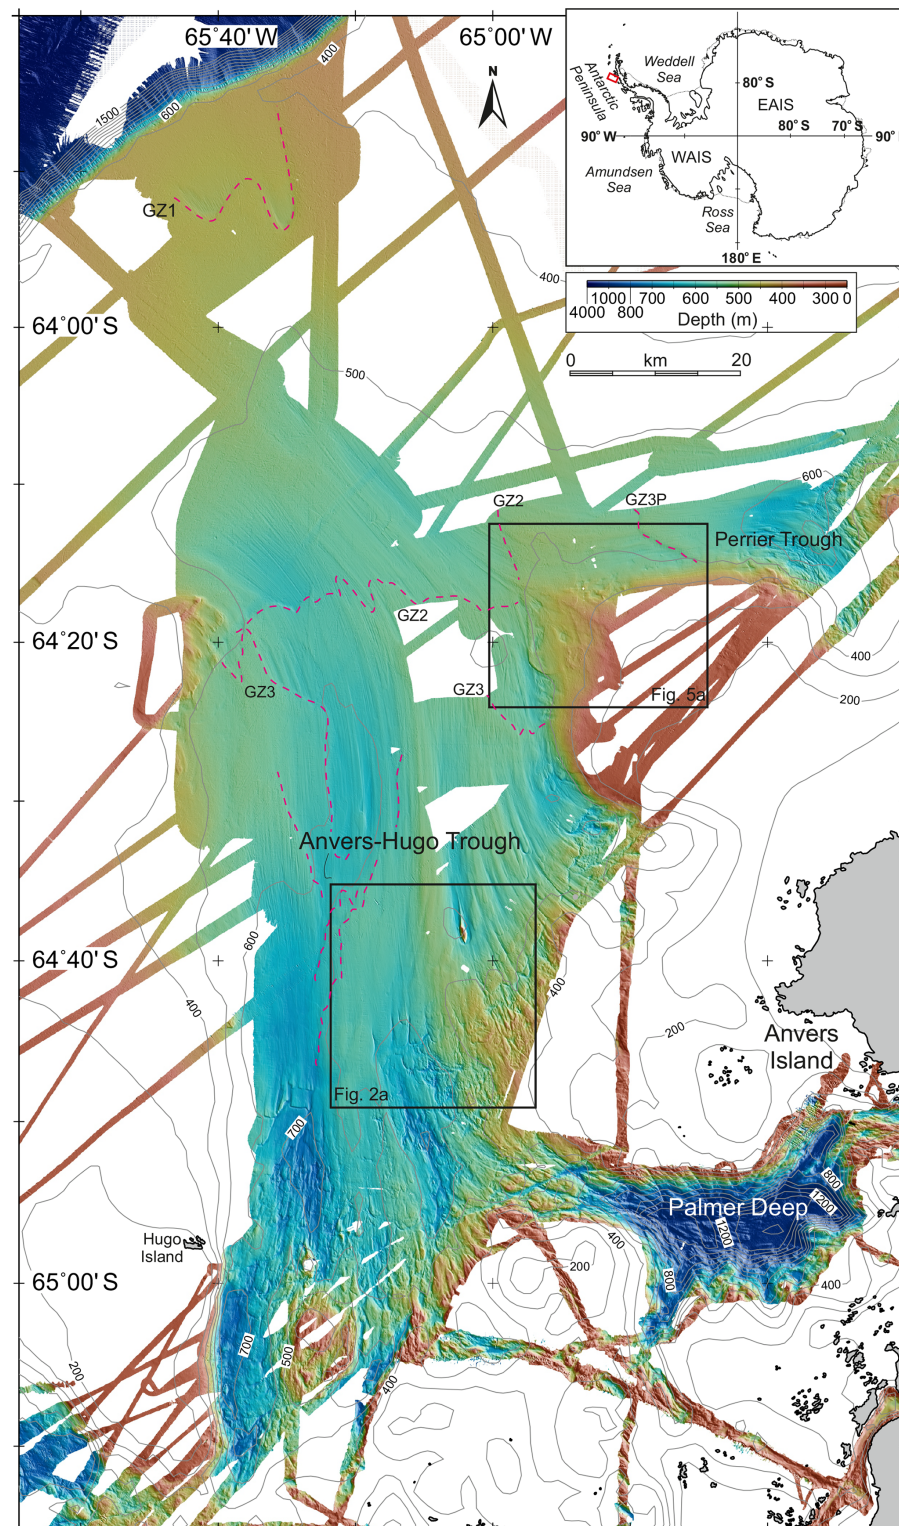 65°40' W
65°00' W
400
N
1500
600
GZ1
Weddell
Sea
Antarctic
Peninsula
80°S
EAIS
90°W
80°S
70°S
90°
WAIS
Amundsen
Sea
Ross
Sea
180°E
400
1000
700
600
500
400
300
0
4000
800
Depth (m)
0
km
20
64°00' S
500
600
GZ2
GZ3P
Perrier Trough
GZ2
64°20' S
GZ3
GZ3
Fig. 5a
400
200
Anvers-Hugo Trough
600
64°40' S
400
400
200
Anvers
Island
Fig. 2a
700
800
1200
Palmer Deep
1200
Hugo
Island
400
200
800
400
65°00' S
700
500
200
400